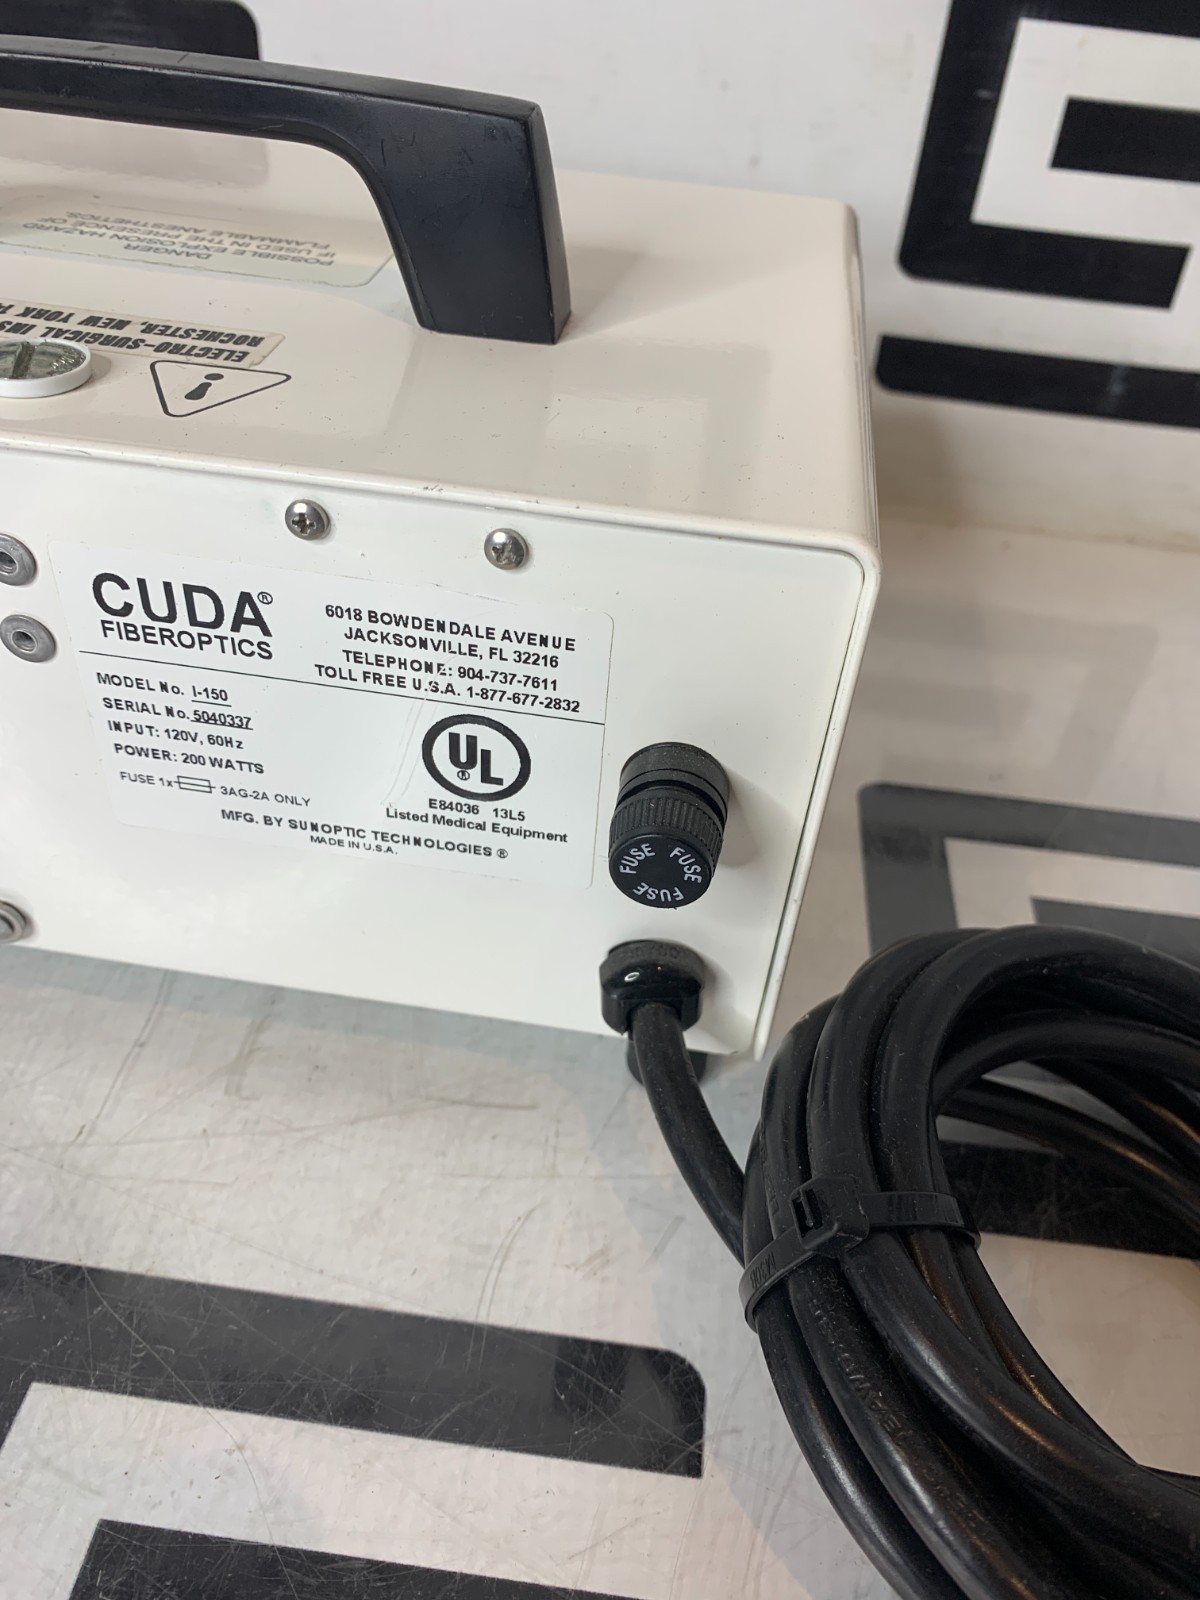 DANGER
POSSIBLE EXPLOSION HAZARD
IF USED IN THE PRESENCE OF
FLAMMABLE ANESTHETICS.
ELECTRO-SURGICAL INS
ROCHESTER, NEW YORK 14
i
CUDA®
FIBEROPTICS
6018 BOWDENDALE AVENUE
JACKSONVILLE, FL 32216
TELEPHONE: 904-737-7611
TOLL FREE U.S.A. 1-877-677-2832
MODEL No. I-150
SERIAL No. 5040337
INPUT: 120V, 60Hz
POWER: 200 WATTS
FUSE 1x 3AG-2A ONLY
UL®
E84036 13L5
Listed Medical Equipment
MFG. BY SUNOPTIC TECHNOLOGIES ®
MADE IN U.S.A.
FUSE FUSE FUSE